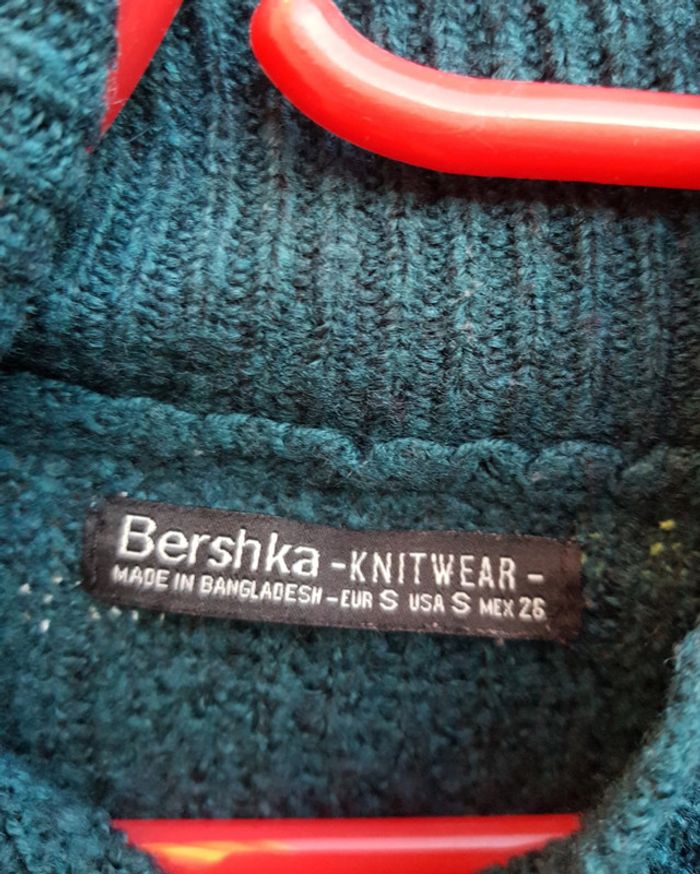 Bershka -KNITWEAR-
MADE IN BANGLADESH - EUR S USA S MEX 26